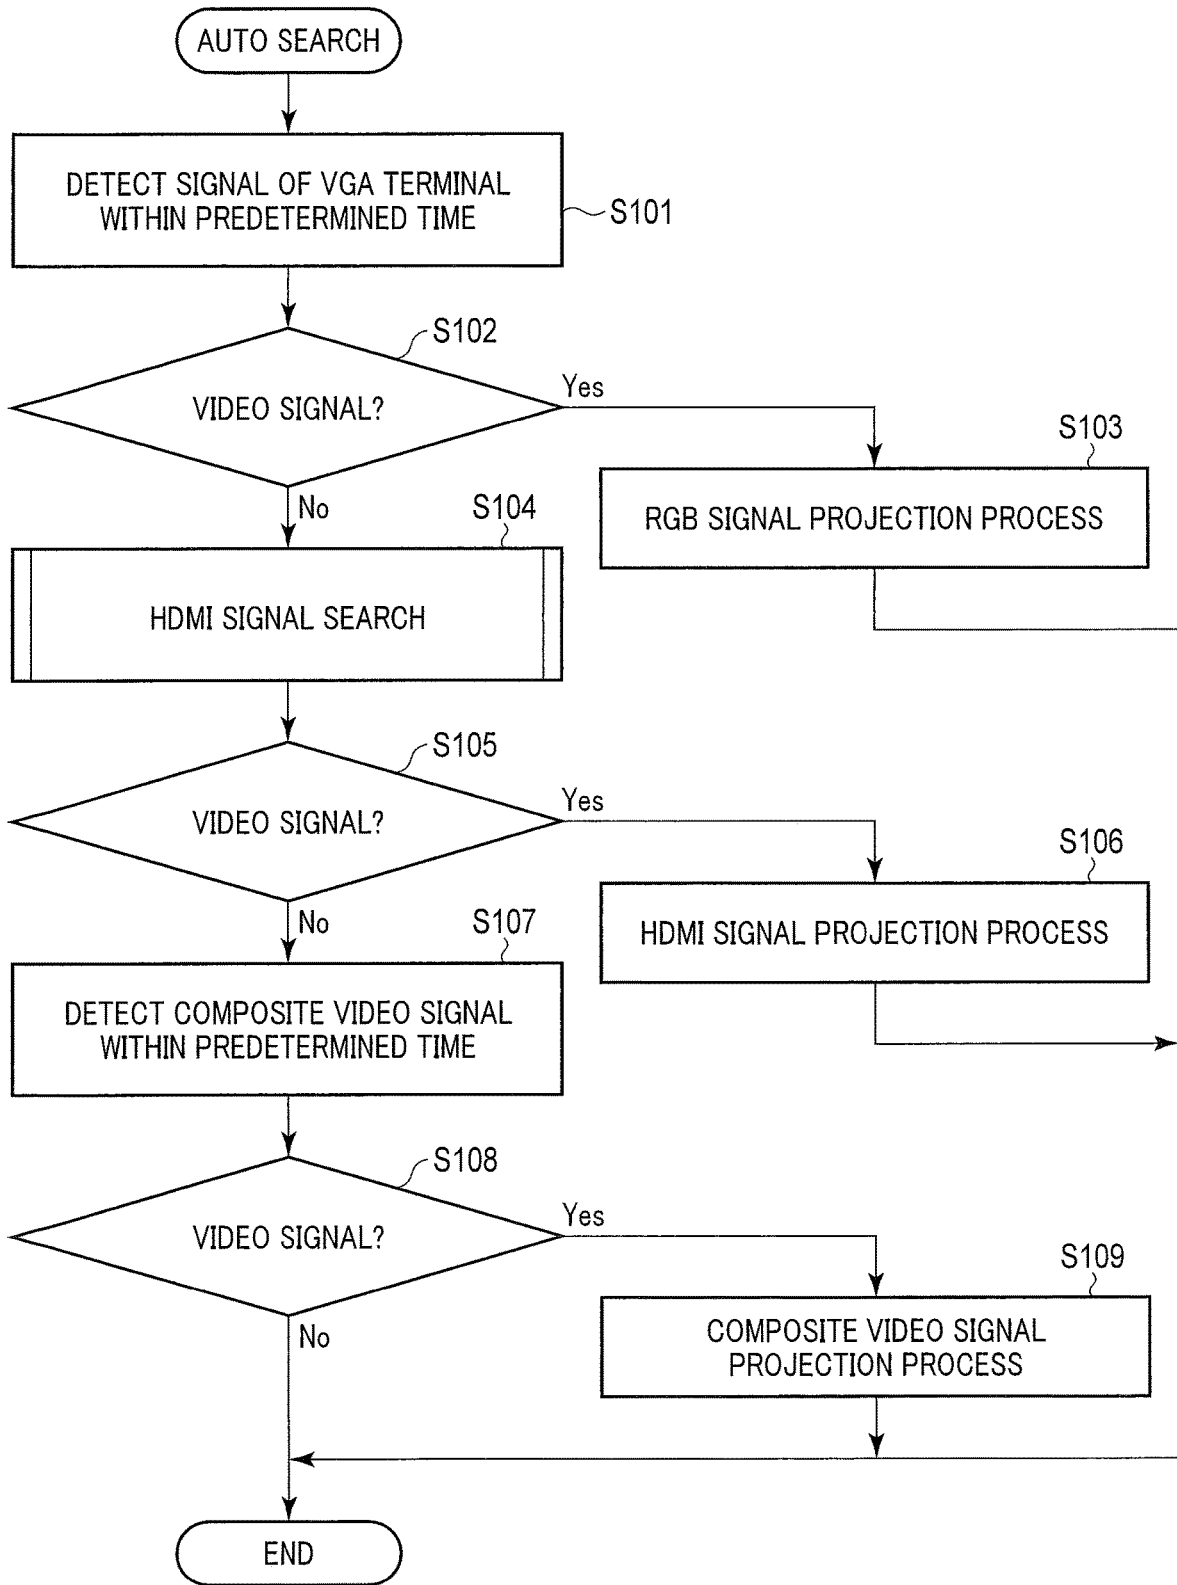 AUTO SEARCH
DETECT SIGNAL OF VGA TERMINAL
WITHIN PREDETERMINED TIME
S101
S102
VIDEO SIGNAL?
Yes
No
S103
RGB SIGNAL PROJECTION PROCESS
S104
HDMI SIGNAL SEARCH
S105
VIDEO SIGNAL?
Yes
No
S106
HDMI SIGNAL PROJECTION PROCESS
S107
DETECT COMPOSITE VIDEO SIGNAL
WITHIN PREDETERMINED TIME
S108
VIDEO SIGNAL?
Yes
No
S109
COMPOSITE VIDEO SIGNAL
PROJECTION PROCESS
END